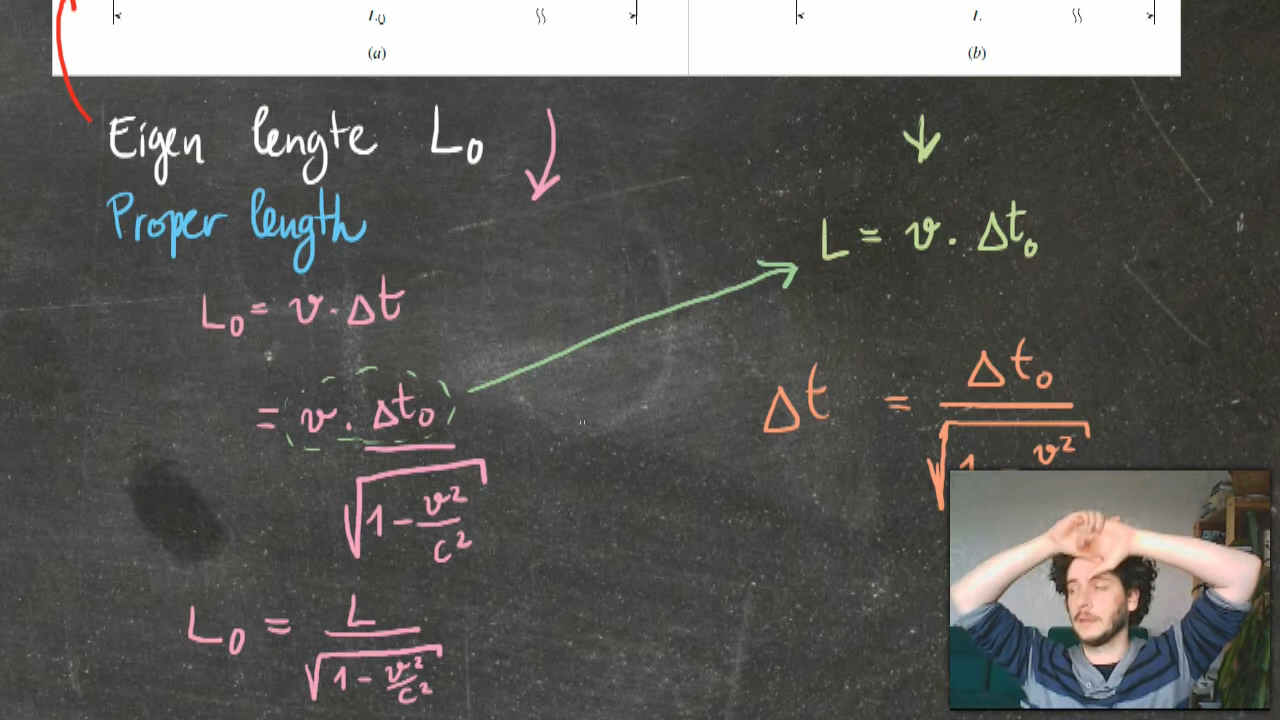 L₀
L
(a)
(b)
Eigen lengte L₀
Proper length
L₀ = v · Δt
= v · Δt₀
√1 - v²/c²
L₀ = L
√1 - v²/c²
L = v · Δt₀
Δt = Δt₀
√1 - v²